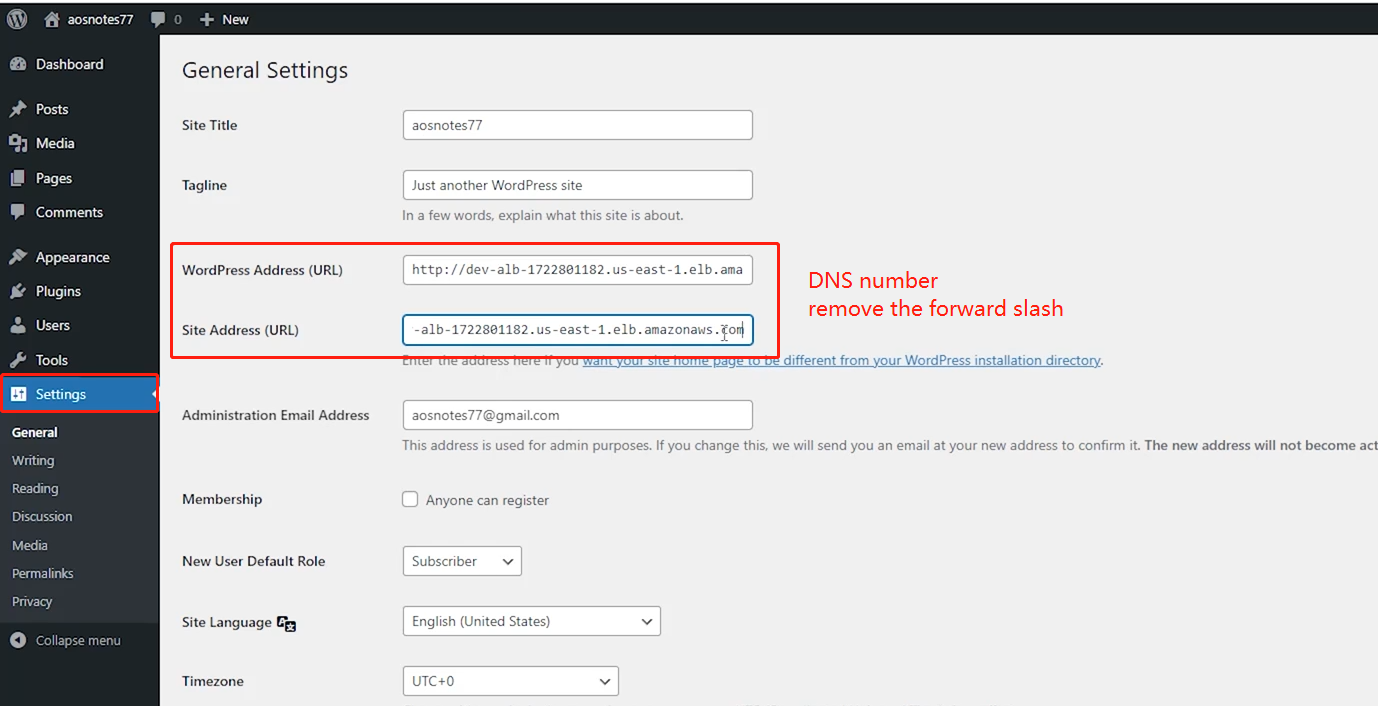 aosnotes77 0 New
Dashboard
Posts
Media
Pages
Comments
Appearance
Plugins
Users
Tools
Settings
General
Writing
Reading
Discussion
Media
Permalinks
Privacy
Collapse menu
General Settings
Site Title aosnotes77
Tagline Just another WordPress site
In a few words, explain what this site is about.
WordPress Address (URL) http://dev-alb-1722801182.us-east-1.elb.ama
Site Address (URL) -alb-1722801182.us-east-1.elb.amazonaws.com
DNS number
remove the forward slash
Enter the address here if you want your site home page to be different from your WordPress installation directory.
Administration Email Address aosnotes77@gmail.com
This address is used for admin purposes. If you change this, we will send you an email at your new address to confirm it. The new address will not become act
Membership Anyone can register
New User Default Role Subscriber
Site Language English (United States)
Timezone UTC+0